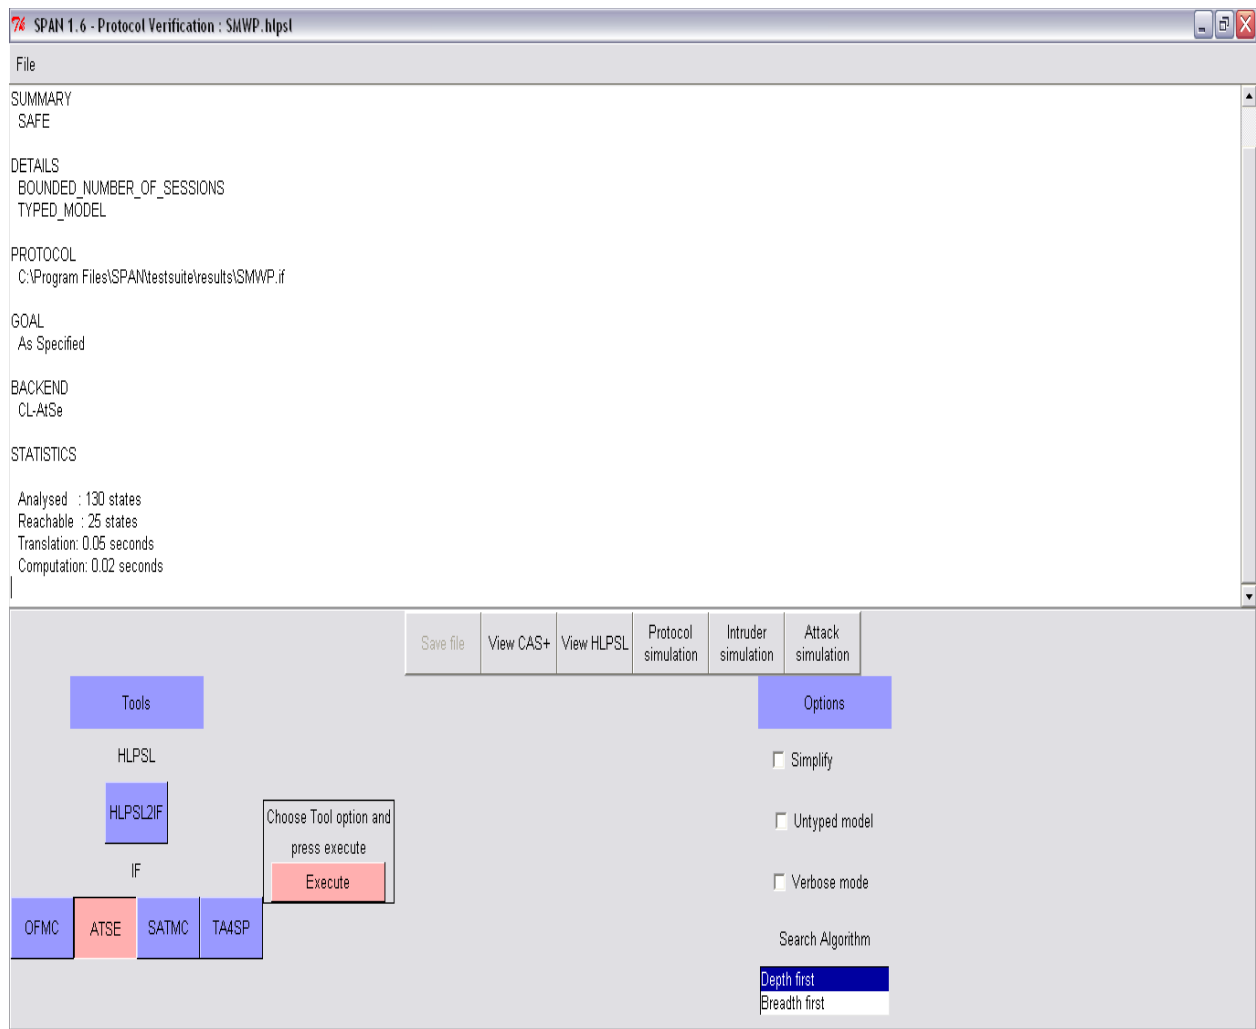 SPAN 1.6 - Protocol Verification : SMWP.hlpsl
File
SUMMARY
SAFE
DETAILS
BOUNDED_NUMBER_OF_SESSIONS
TYPED_MODEL
PROTOCOL
C:\Program Files\SPAN\testsuite\results\SMWP.if
GOAL
As Specified
BACKEND
CL-AtSe
STATISTICS
Analysed : 130 states
Reachable : 25 states
Translation: 0.05 seconds
Computation: 0.02 seconds
Save file
View CAS+
View HLPSL
Protocol
simulation
Intruder
simulation
Attack
simulation
Tools
HLPSL
HLPSL2IF
IF
OFMC
ATSE
SATMC
TA4SP
Choose Tool option and
press execute
Execute
Options
Simplify
Untyped model
Verbose mode
Search Algorithm
Depth first
Breadth first